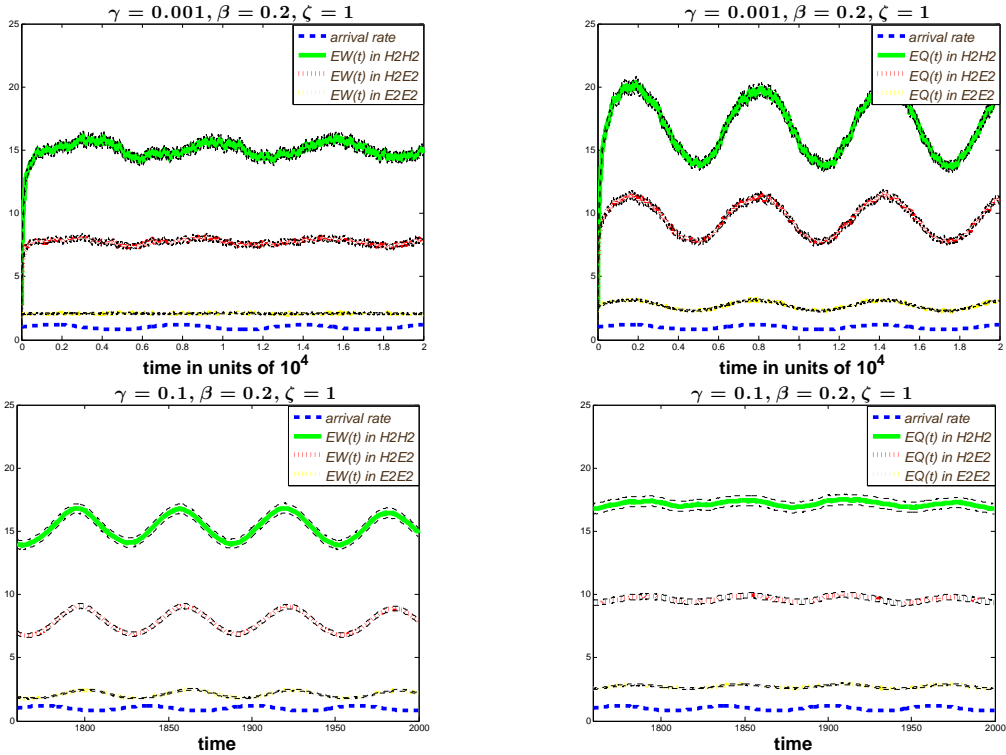 γ = 0.001, β = 0.2, ζ = 1
25
20
15
10
5
0
arrival rate
EW(t) in H2H2
EW(t) in H2E2
EW(t) in E2E2
0 0.2 0.4 0.6 0.8 1 1.2 1.4 1.6 1.8 2
time in units of 10⁴
γ = 0.001, β = 0.2, ζ = 1
25
20
15
10
5
0
arrival rate
EQ(t) in H2H2
EQ(t) in H2E2
EQ(t) in E2E2
0 0.2 0.4 0.6 0.8 1 1.2 1.4 1.6 1.8 2
time in units of 10⁴
γ = 0.1, β = 0.2, ζ = 1
25
20
15
10
5
0
arrival rate
EW(t) in H2H2
EW(t) in H2E2
EW(t) in E2E2
1800 1850 1900 1950 2000
time
γ = 0.1, β = 0.2, ζ = 1
25
20
15
10
5
0
arrival rate
EQ(t) in H2H2
EQ(t) in H2E2
EQ(t) in E2E2
1800 1850 1900 1950 2000
time